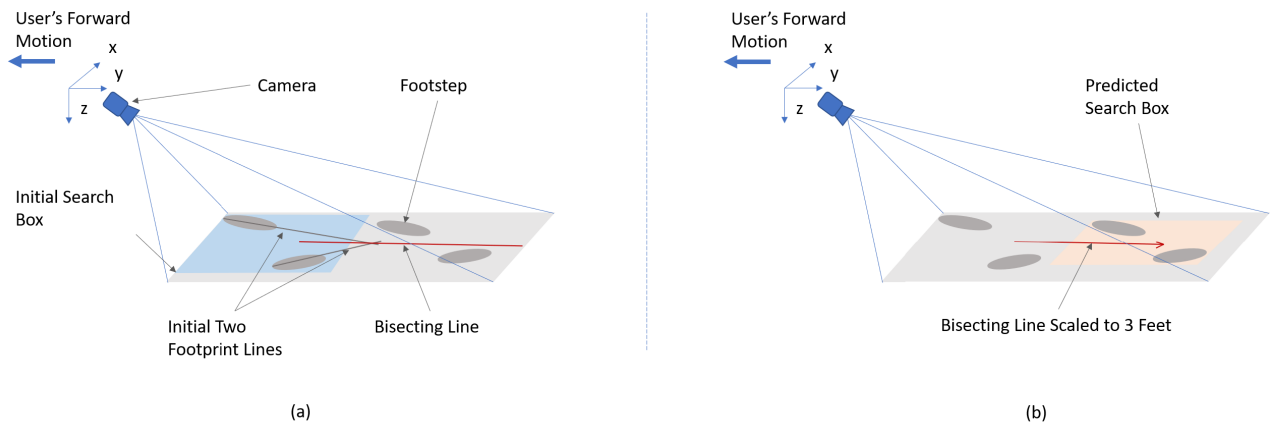 User's Forward
Motion
x
y
z
Camera
Footstep
Initial Search
Box
Initial Two
Footprint Lines
Bisecting Line
(a)
User's Forward
Motion
x
y
z
Predicted
Search Box
Bisecting Line Scaled to 3 Feet
(b)